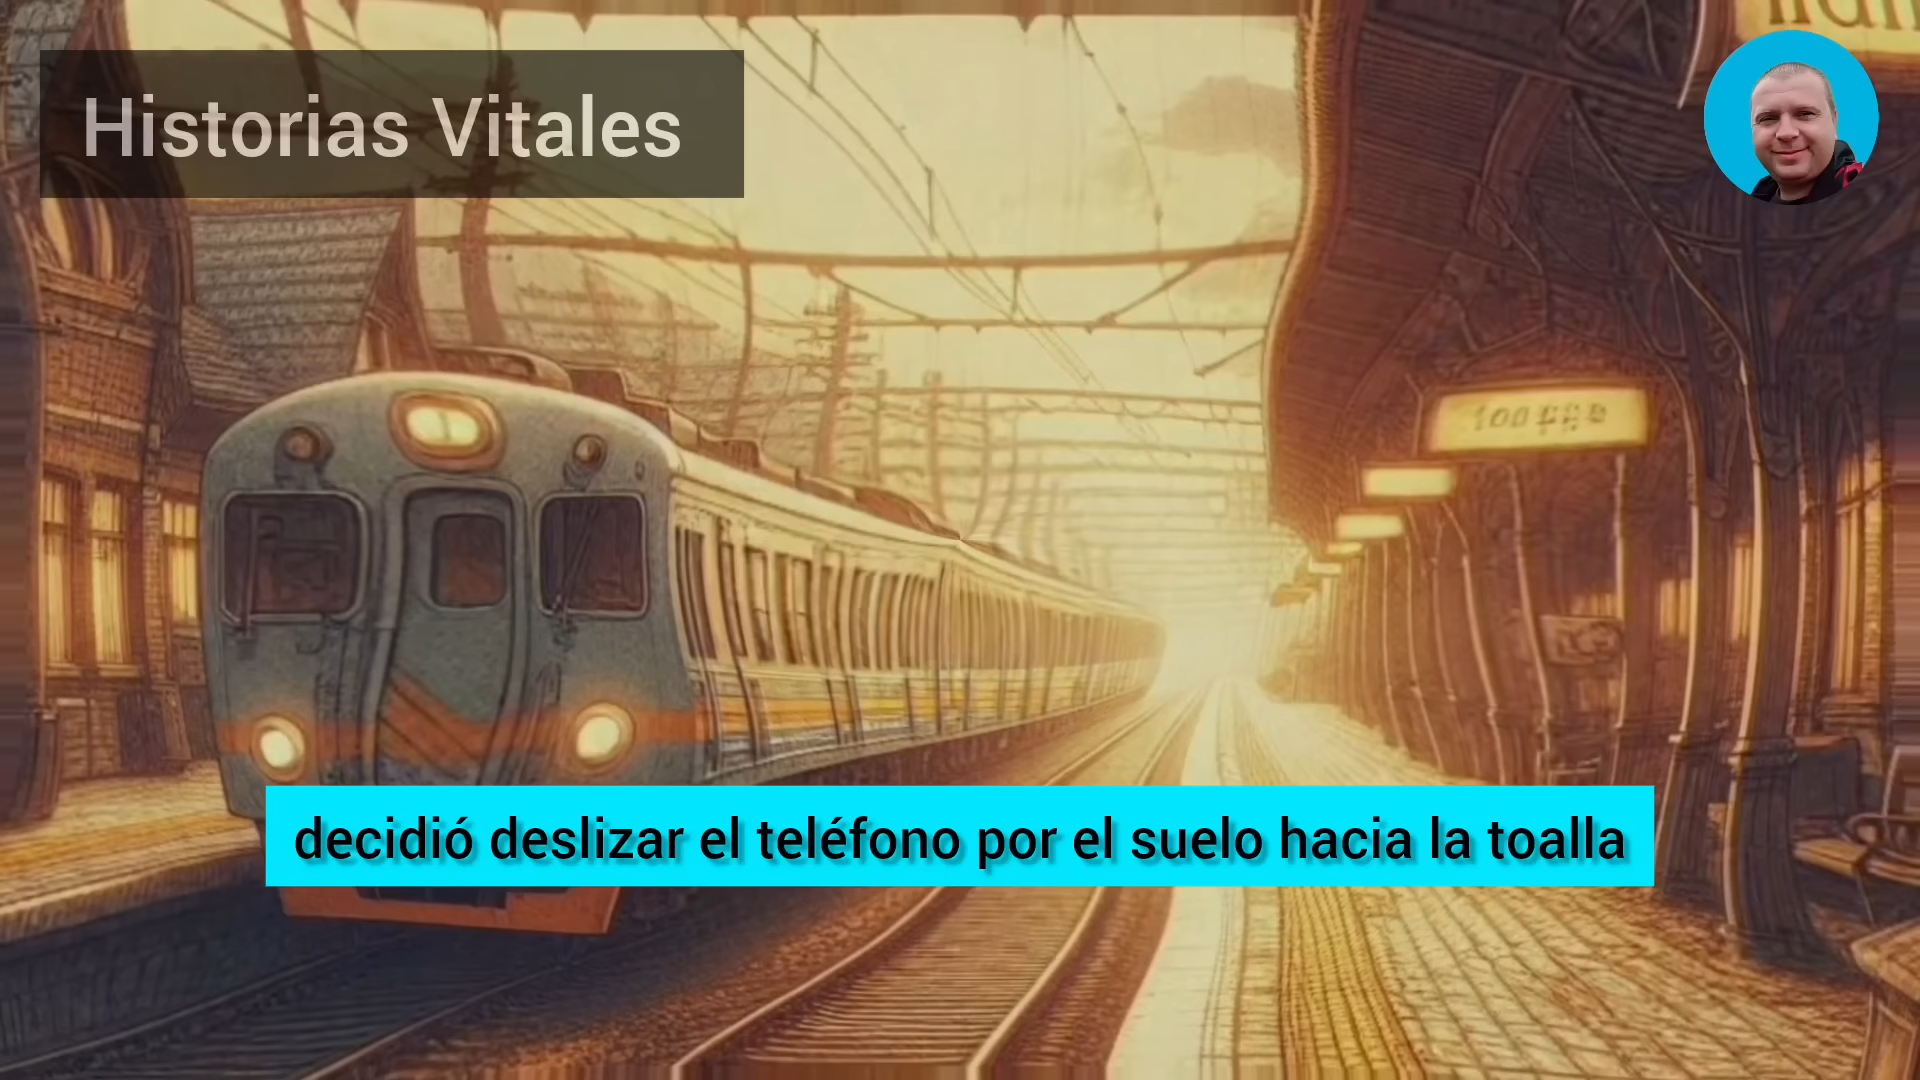 Historias Vitales
decidió deslizar el teléfono por el suelo hacia la toalla